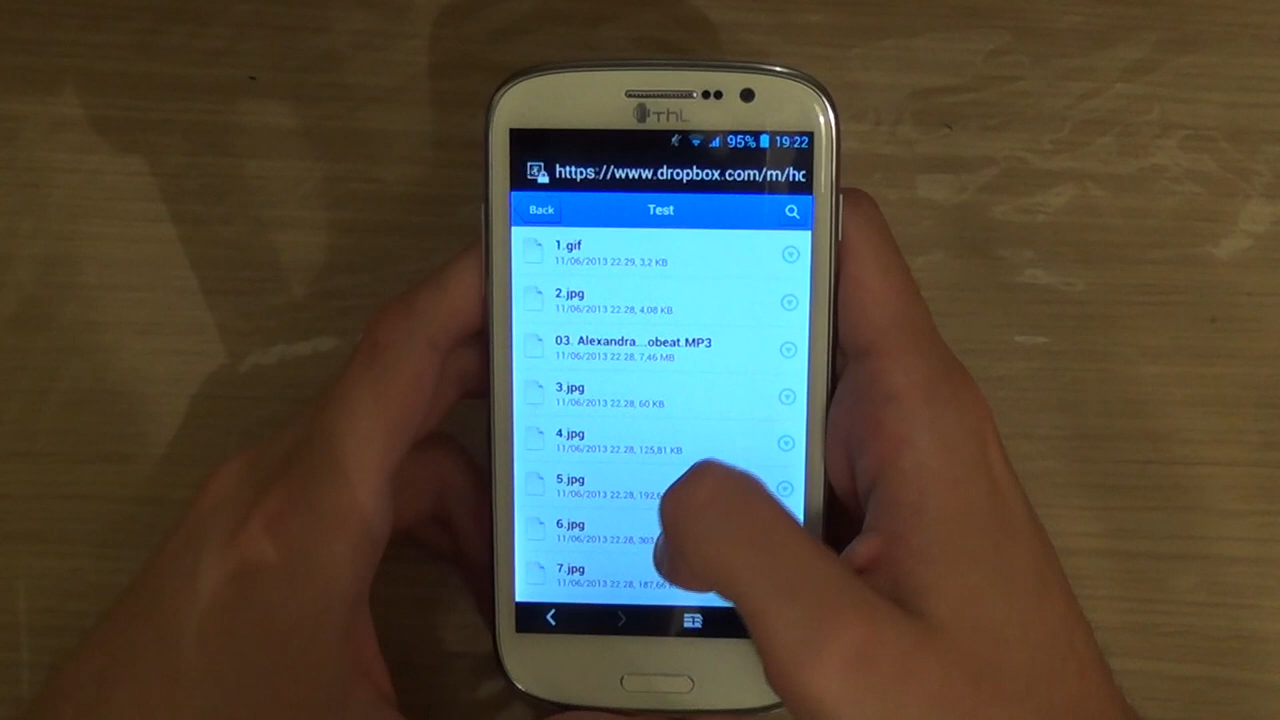 THL
95% 19:22
https://www.dropbox.com/m/ho
Back Test
1.gif
11/06/2013 22.29, 3,2 KB
2.jpg
11/06/2013 22.28, 4,08 KB
03. Alexandra...obeat.MP3
11/06/2013 22.28, 7,46 MB
3.jpg
11/06/2013 22.28, 60 KB
4.jpg
11/06/2013 22.28, 125,81 KB
5.jpg
11/06/2013 22.28, 192,6
6.jpg
11/06/2013 22.28, 303
7.jpg
11/06/2013 22.28, 187,66